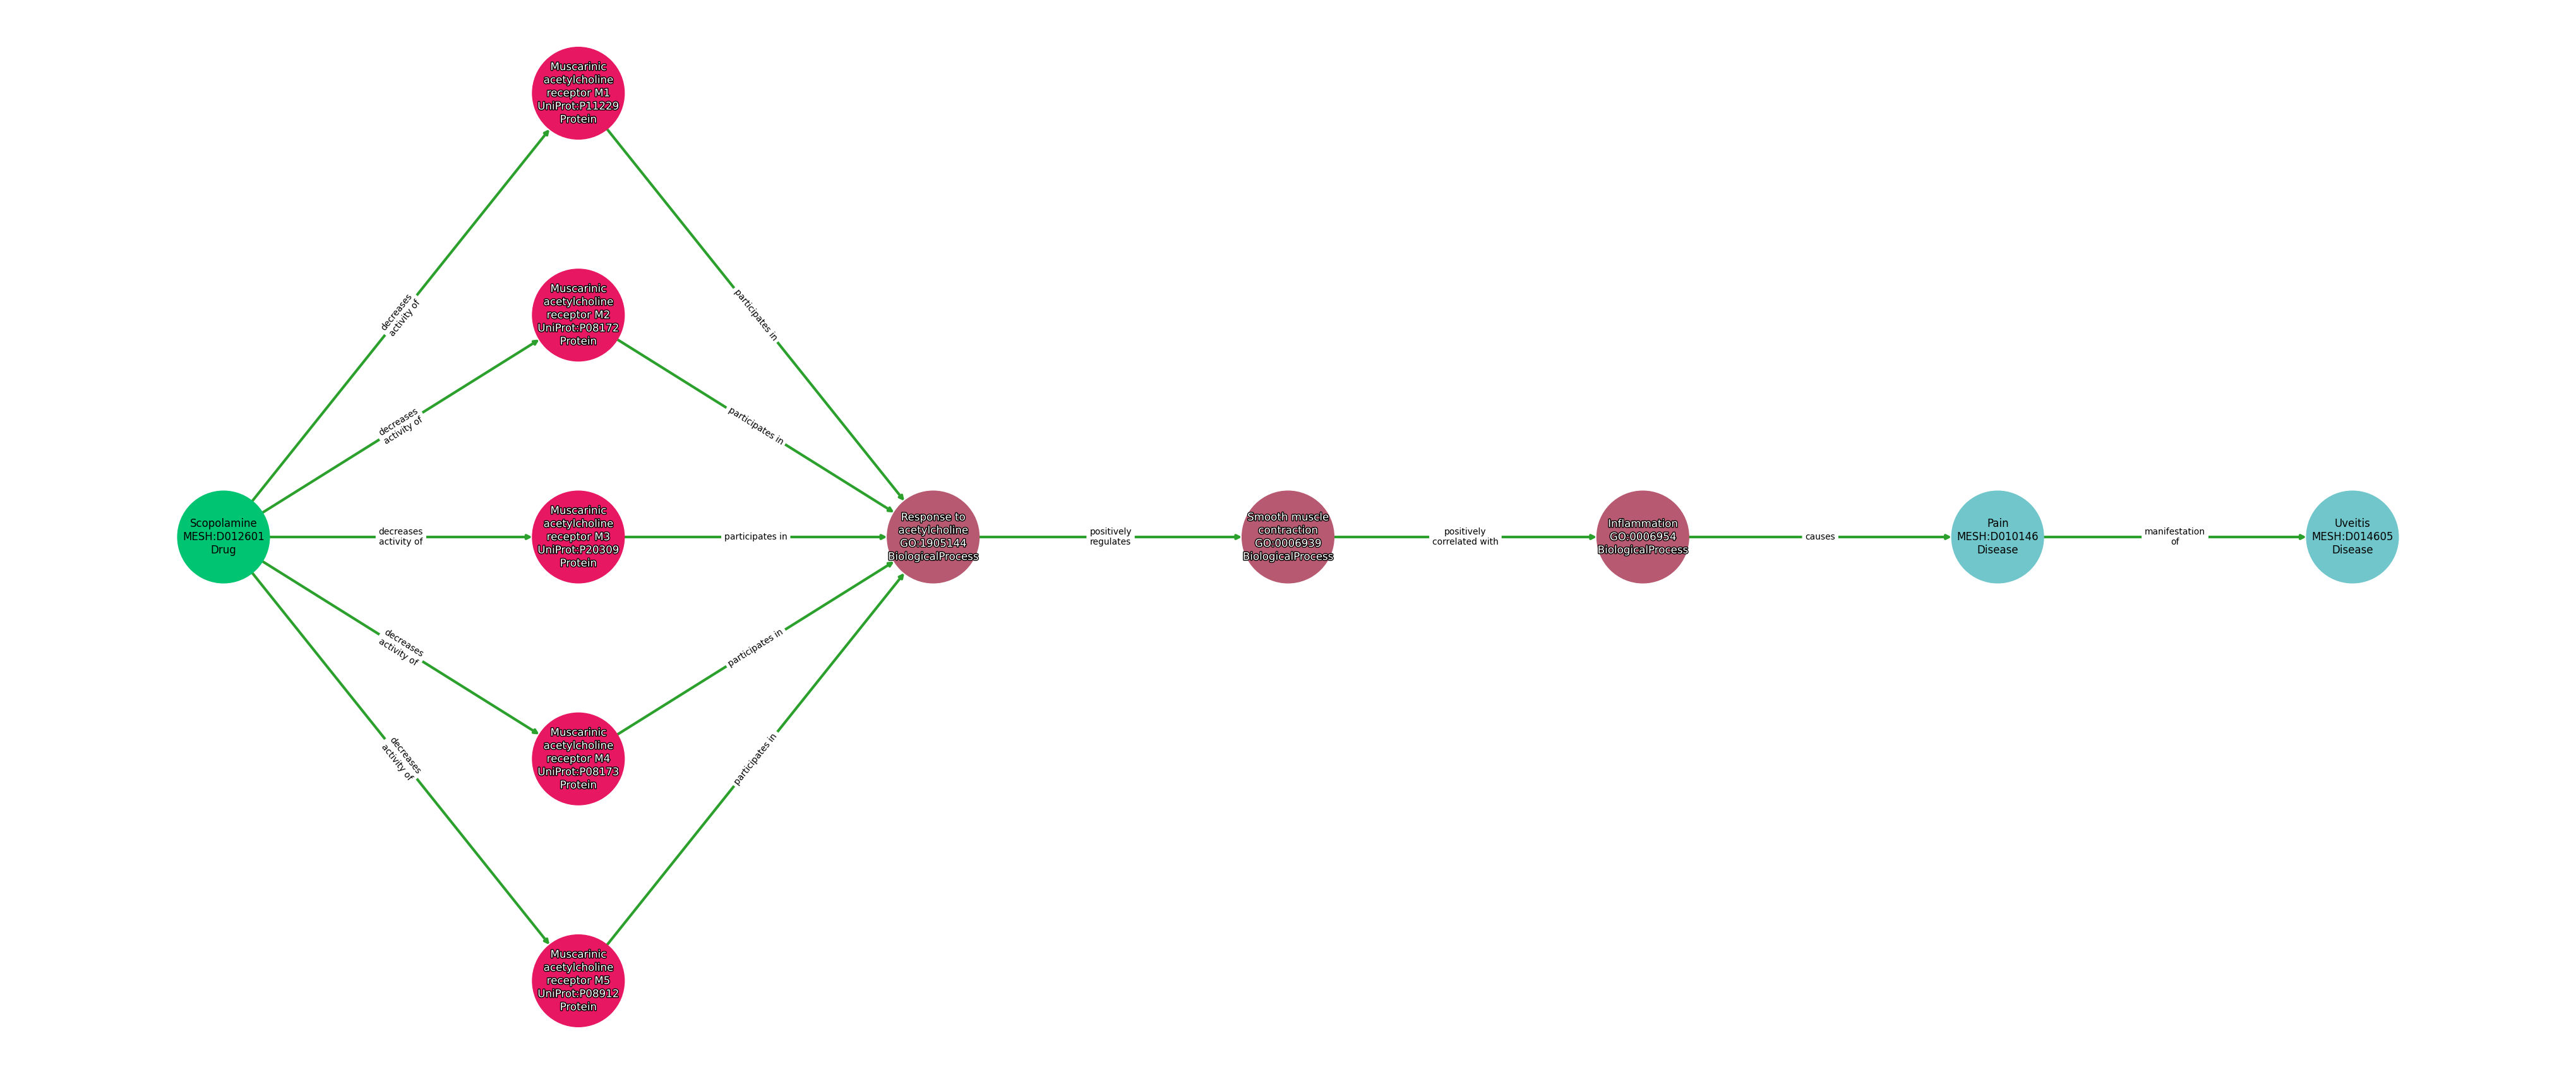 Muscarinic
acetylcholine
receptor M1
UniProt:P11229
Protein
Muscarinic
acetylcholine
receptor M2
UniProt:P08172
Protein
Muscarinic
acetylcholine
receptor M3
UniProt:P20309
Protein
Muscarinic
acetylcholine
receptor M4
UniProt:P08173
Protein
Muscarinic
acetylcholine
receptor M5
UniProt:P08912
Protein
Scopolamine
MESH:D012601
Drug
decreases
activity of
decreases
activity of
decreases
activity of
decreases
activity of
decreases
activity of
participates in
participates in
participates in
participates in
participates in
Response to
acetylcholine
GO:1905144
BiologicalProcess
positively
regulates
Smooth muscle
contraction
GO:0006939
BiologicalProcess
positively
correlated with
Inflammation
GO:0006954
BiologicalProcess
causes
Pain
MESH:D010146
Disease
manifestation
of
Uveitis
MESH:D014605
Disease